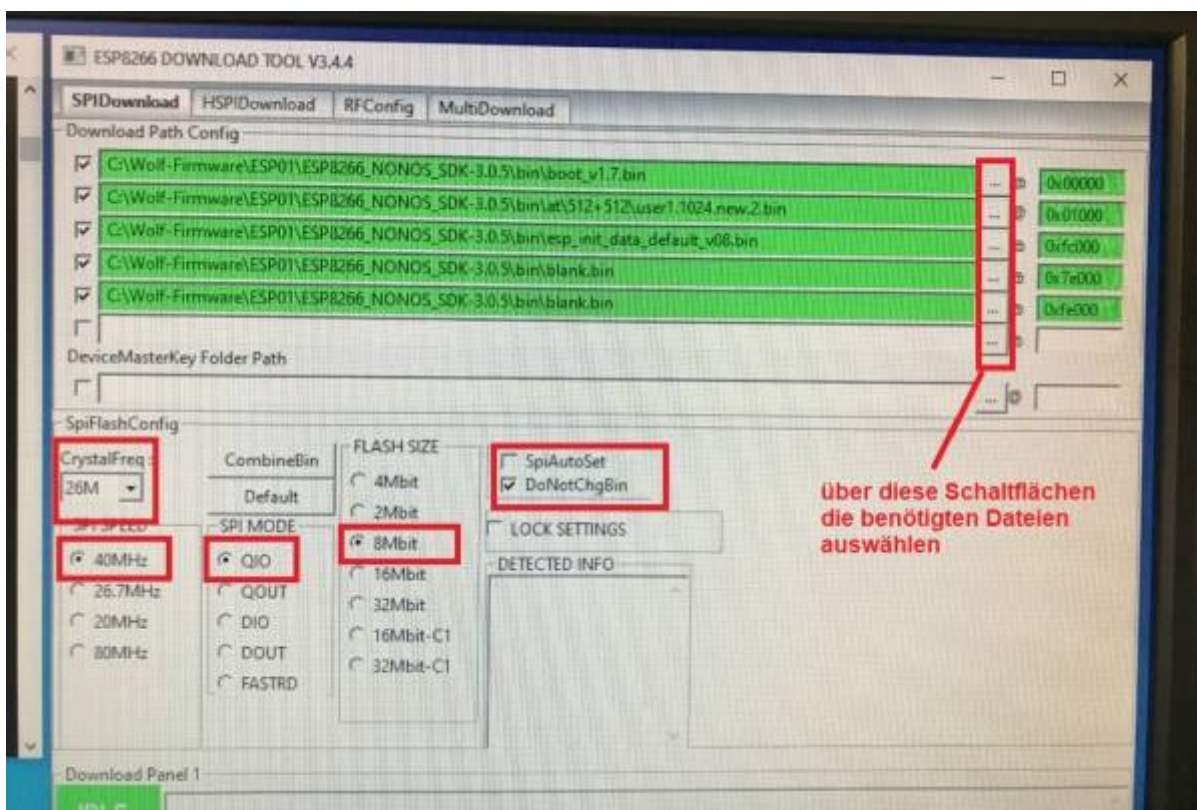 ESP8266 DOWNLOAD TOOL V3.4.4
SPIDownload HSPIDownload RFConfig MultiDownload
Download Path Config
C:\Wolf-Firmware\ESP01\ESP8266_NONOS_SDK-3.0.5\bin\boot_v1.7.bin ... @ 0x00000
C:\Wolf-Firmware\ESP01\ESP8266_NONOS_SDK-3.0.5\bin\at\512+512\user1.1024.new.2.bin ... @ 0x01000
C:\Wolf-Firmware\ESP01\ESP8266_NONOS_SDK-3.0.5\bin\esp_init_data_default_v08.bin ... @ 0xfc000
C:\Wolf-Firmware\ESP01\ESP8266_NONOS_SDK-3.0.5\bin\blank.bin ... @ 0x7e000
C:\Wolf-Firmware\ESP01\ESP8266_NONOS_SDK-3.0.5\bin\blank.bin ... @ 0xfe000
... @
DeviceMasterKey Folder Path
... @
SpiFlashConfig
CrystalFreq :
26M
CombineBin
Default
SPI SPEED
40MHz
26.7MHz
20MHz
80MHz
SPI MODE
QIO
QOUT
DIO
DOUT
FASTRD
FLASH SIZE
4Mbit
2Mbit
8Mbit
16Mbit
32Mbit
16Mbit-C1
32Mbit-C1
SpiAutoSet
DoNotChgBin
LOCK SETTINGS
DETECTED INFO
über diese Schaltflächen
die benötigten Dateien
auswählen
Download Panel 1
IDLE